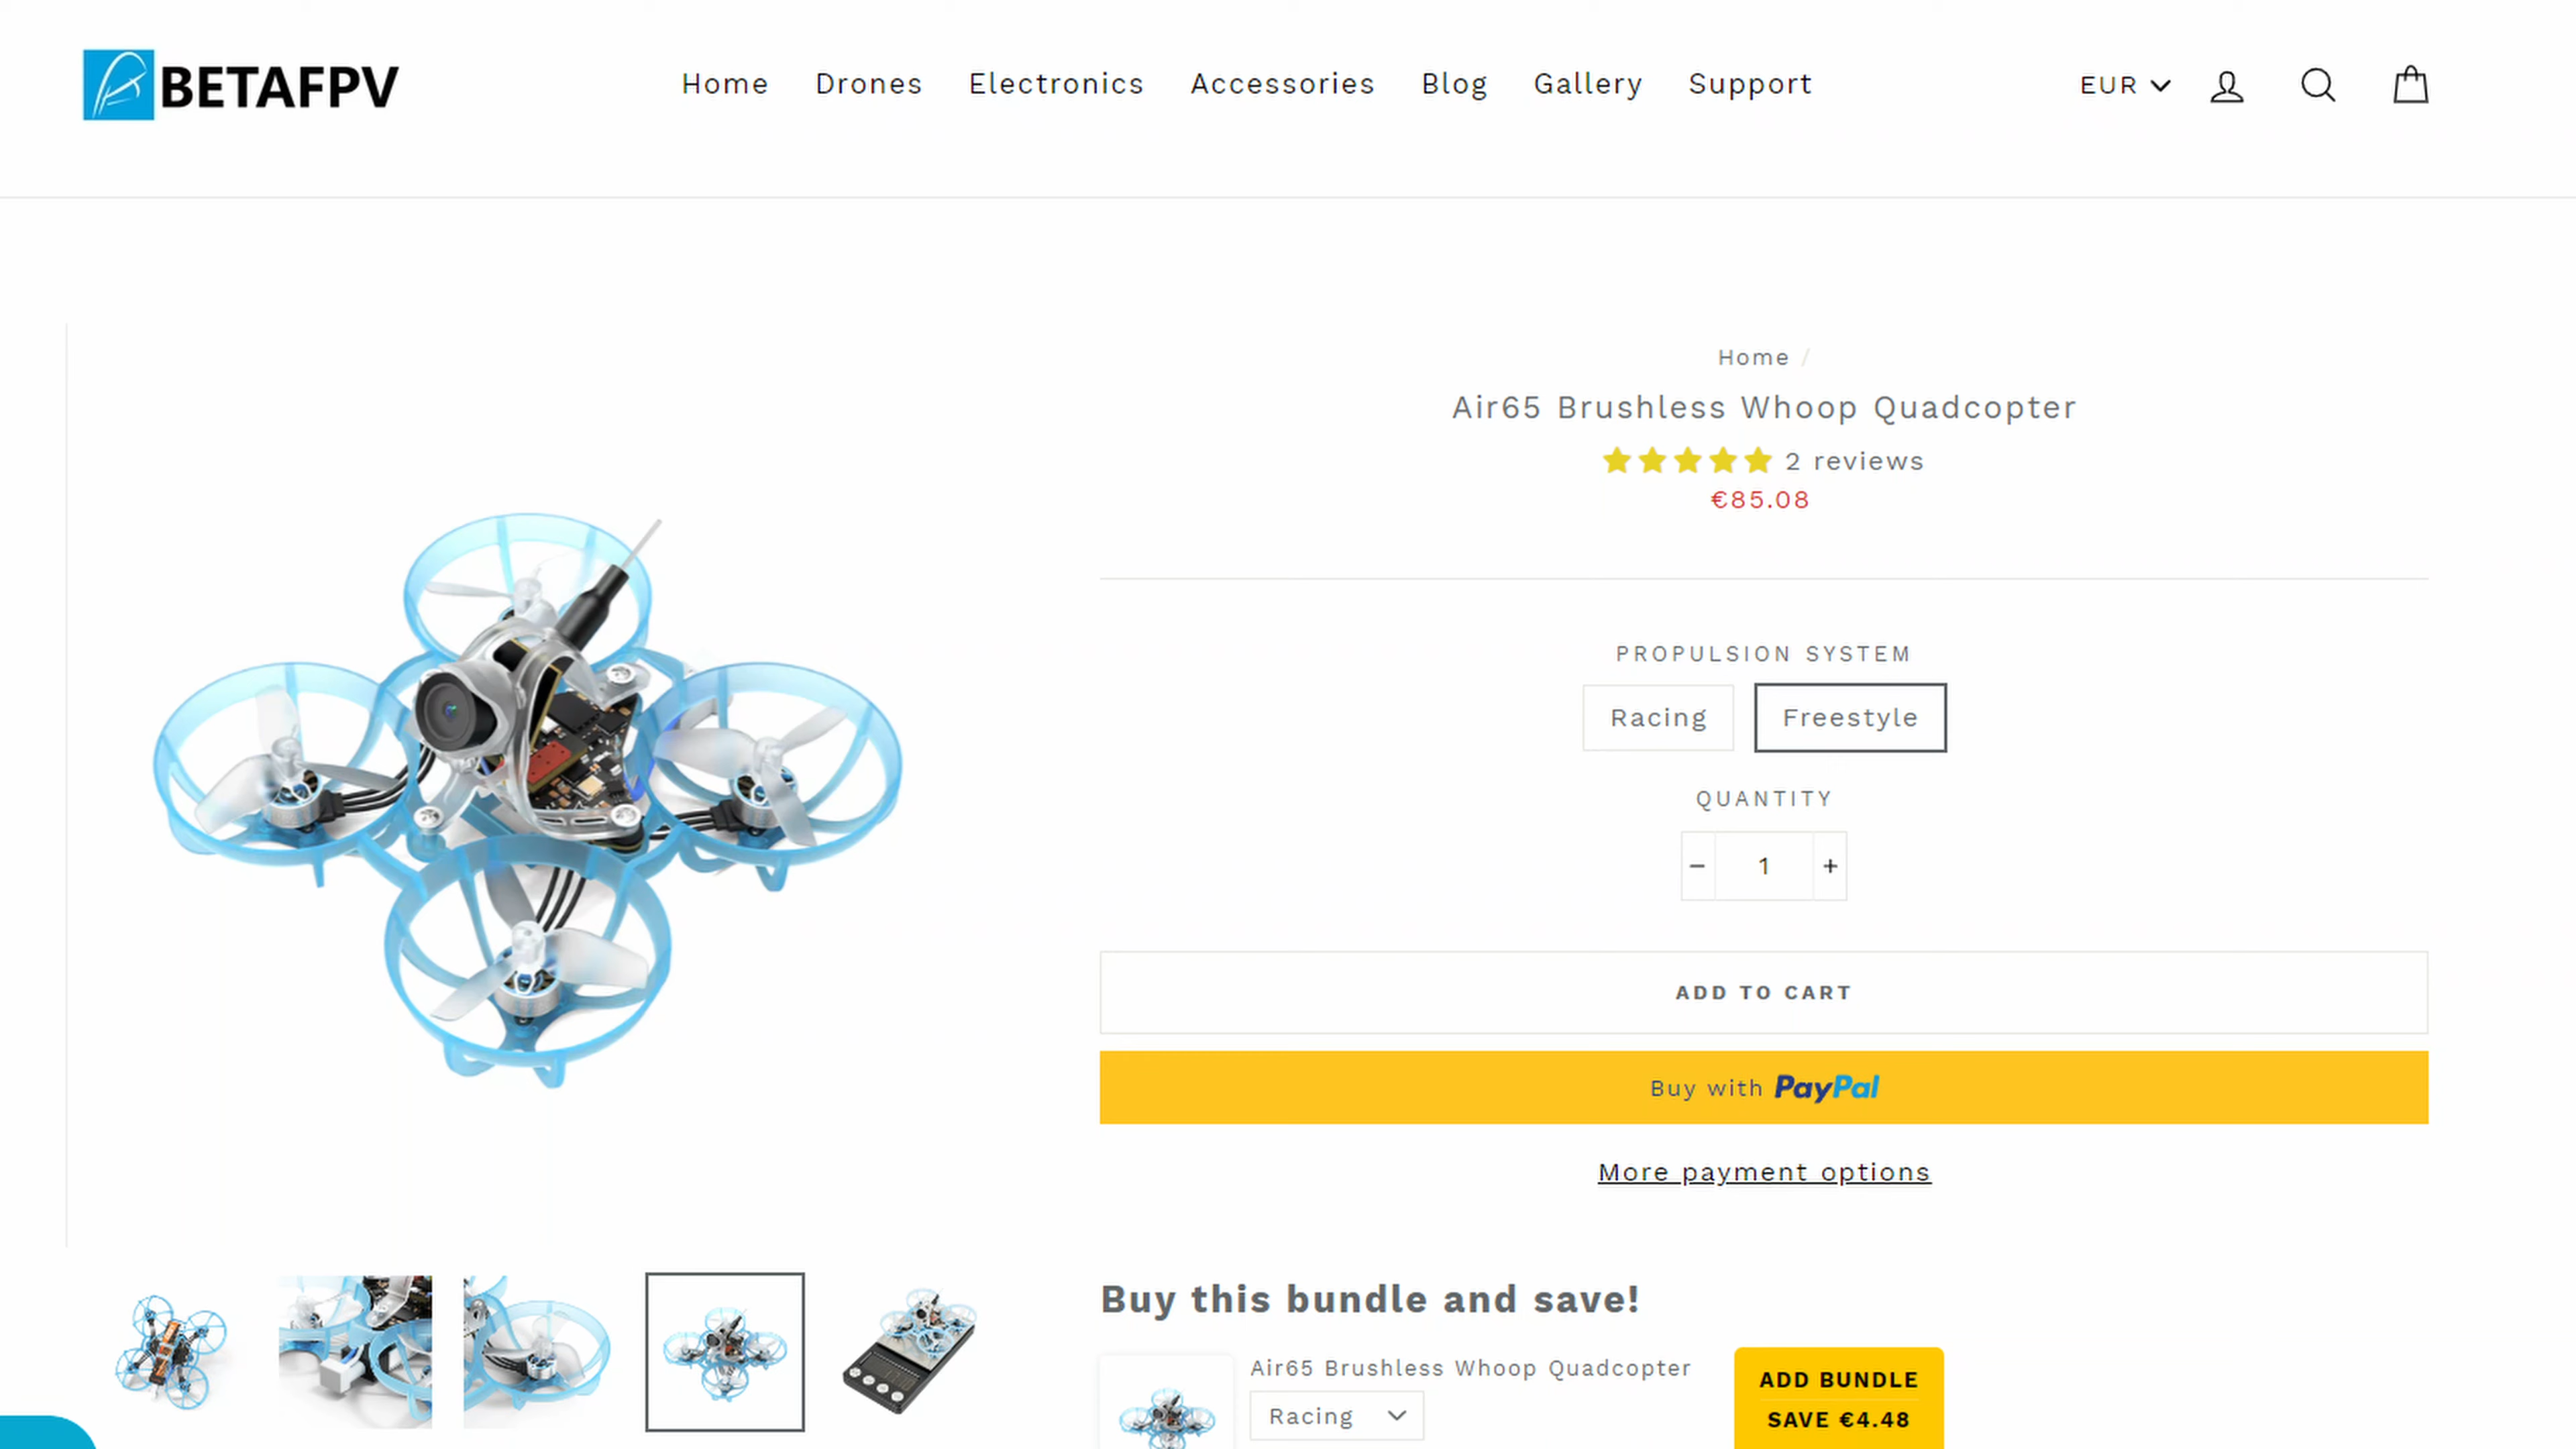 BETAFPV
Home Drones Electronics Accessories Blog Gallery Support
EUR
Home /
Air65 Brushless Whoop Quadcopter
2 reviews
€85.08
PROPULSION SYSTEM
Racing Freestyle
QUANTITY
− 1 +
ADD TO CART
Buy with PayPal
More payment options
Buy this bundle and save!
Air65 Brushless Whoop Quadcopter
Racing
ADD BUNDLE
SAVE €4.48